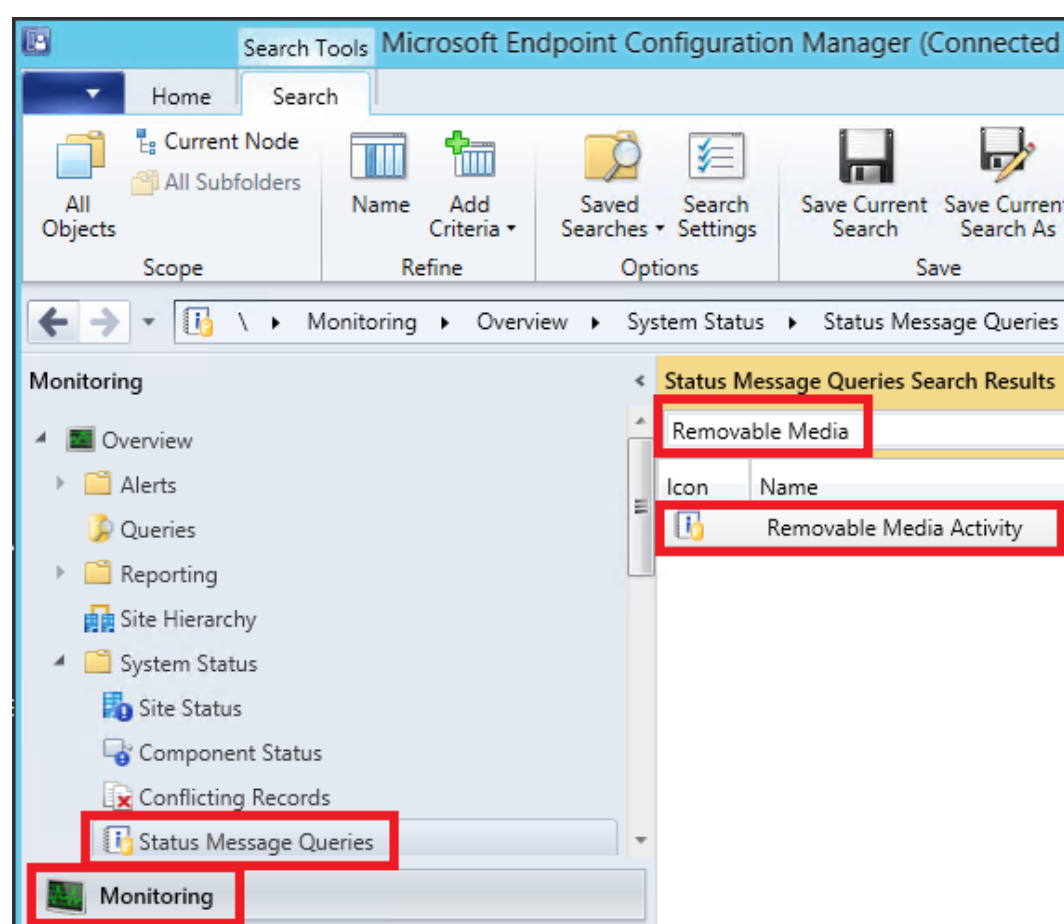 Search Tools Microsoft Endpoint Configuration Manager (Connected
Home Search
Current Node
All Subfolders
All Objects
Name
Add Criteria
Saved Searches
Search Settings
Save Current Search
Save Current Search As
Scope Refine Options Save
\ Monitoring Overview System Status Status Message Queries
Monitoring
Overview
Alerts
Queries
Reporting
Site Hierarchy
System Status
Site Status
Component Status
Conflicting Records
Status Message Queries
Monitoring
Status Message Queries Search Results
Removable Media
Icon Name
Removable Media Activity